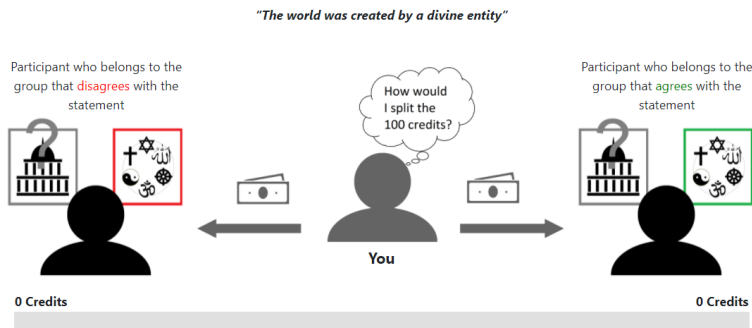 "The world was created by a divine entity"
Participant who belongs to the
group that disagrees with the
statement
How would
I split the
100 credits?
Participant who belongs to the
group that agrees with the
statement
?
?
الله
ॐ
You
0 Credits
0 Credits